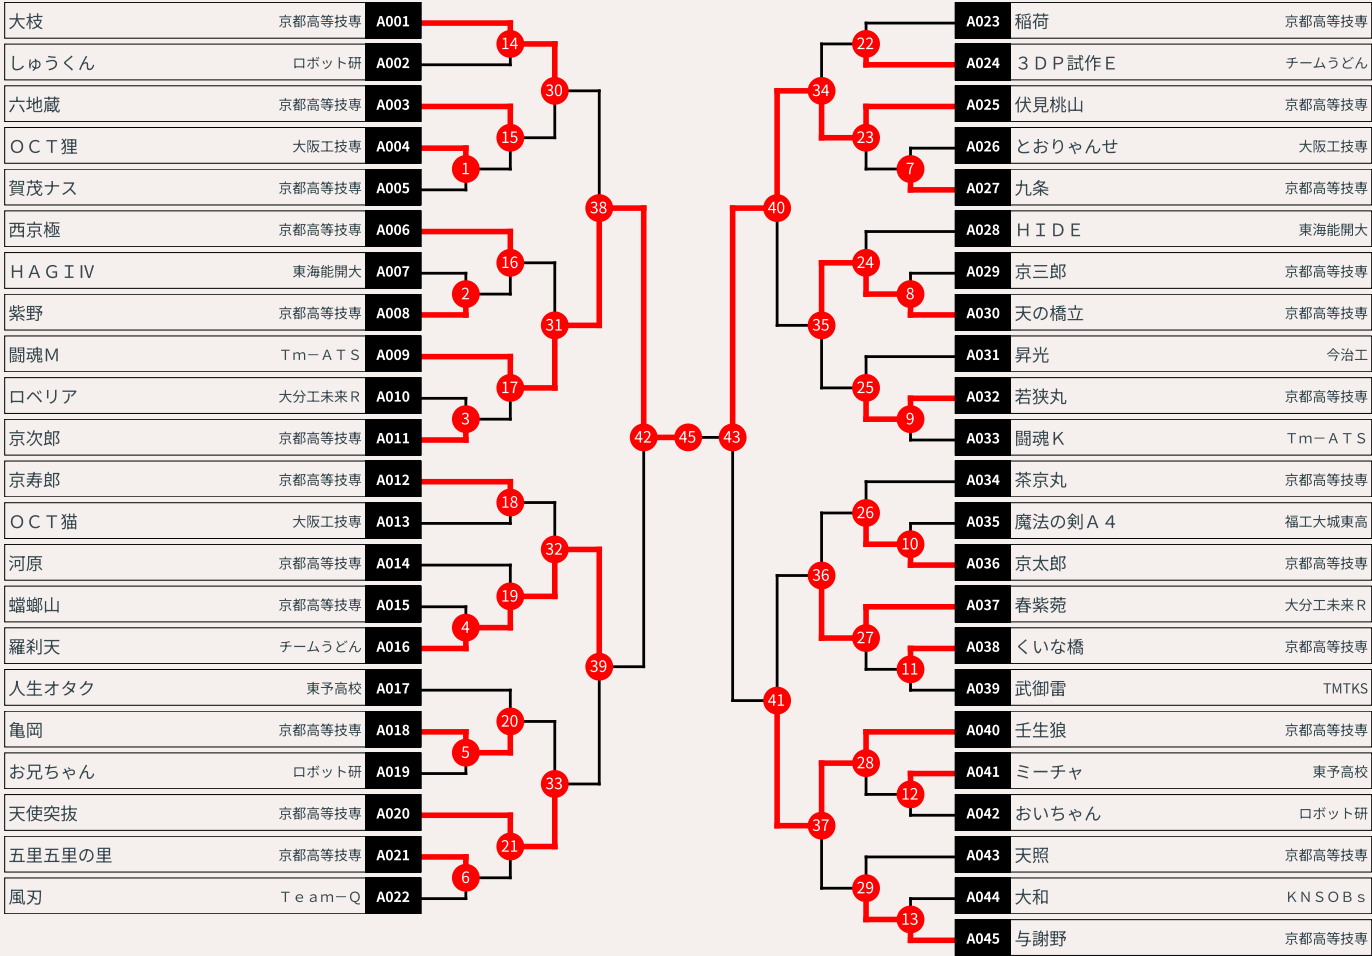 大枝 京都高等技専 A001
しゅうくん ロボット研 A002
六地蔵 京都高等技専 A003
ＯＣＴ狸 大阪工技専 A004
賀茂ナス 京都高等技専 A005
西京極 京都高等技専 A006
ＨＡＧＩⅣ 東海能開大 A007
紫野 京都高等技専 A008
闘魂Ｍ Ｔｍ－ＡＴＳ A009
ロベリア 大分工未来Ｒ A010
京次郎 京都高等技専 A011
京寿郎 京都高等技専 A012
ＯＣＴ猫 大阪工技専 A013
河原 京都高等技専 A014
蟷螂山 京都高等技専 A015
羅刹天 チームうどん A016
人生オタク 東予高校 A017
亀岡 京都高等技専 A018
お兄ちゃん ロボット研 A019
天使突抜 京都高等技専 A020
五里五里の里 京都高等技専 A021
風刃 Ｔｅａｍ－Ｑ A022
14
30
15
1
38
16
2
31
17
3
42
45
43
18
32
19
4
39
20
5
33
21
6
22
34
23
7
40
24
8
35
25
9
26
10
36
27
11
41
28
12
37
29
13
A023 稲荷 京都高等技専
A024 ３ＤＰ試作Ｅ チームうどん
A025 伏見桃山 京都高等技専
A026 とおりゃんせ 大阪工技専
A027 九条 京都高等技専
A028 ＨＩＤＥ 東海能開大
A029 京三郎 京都高等技専
A030 天の橋立 京都高等技専
A031 昇光 今治工
A032 若狭丸 京都高等技専
A033 闘魂Ｋ Ｔｍ－ＡＴＳ
A034 茶京丸 京都高等技専
A035 魔法の剣Ａ４ 福工大城東高
A036 京太郎 京都高等技専
A037 春紫菀 大分工未来Ｒ
A038 くいな橋 京都高等技専
A039 武御雷 TMTKS
A040 壬生狼 京都高等技専
A041 ミーチャ 東予高校
A042 おいちゃん ロボット研
A043 天照 京都高等技専
A044 大和 ＫＮＳＯＢｓ
A045 与謝野 京都高等技専